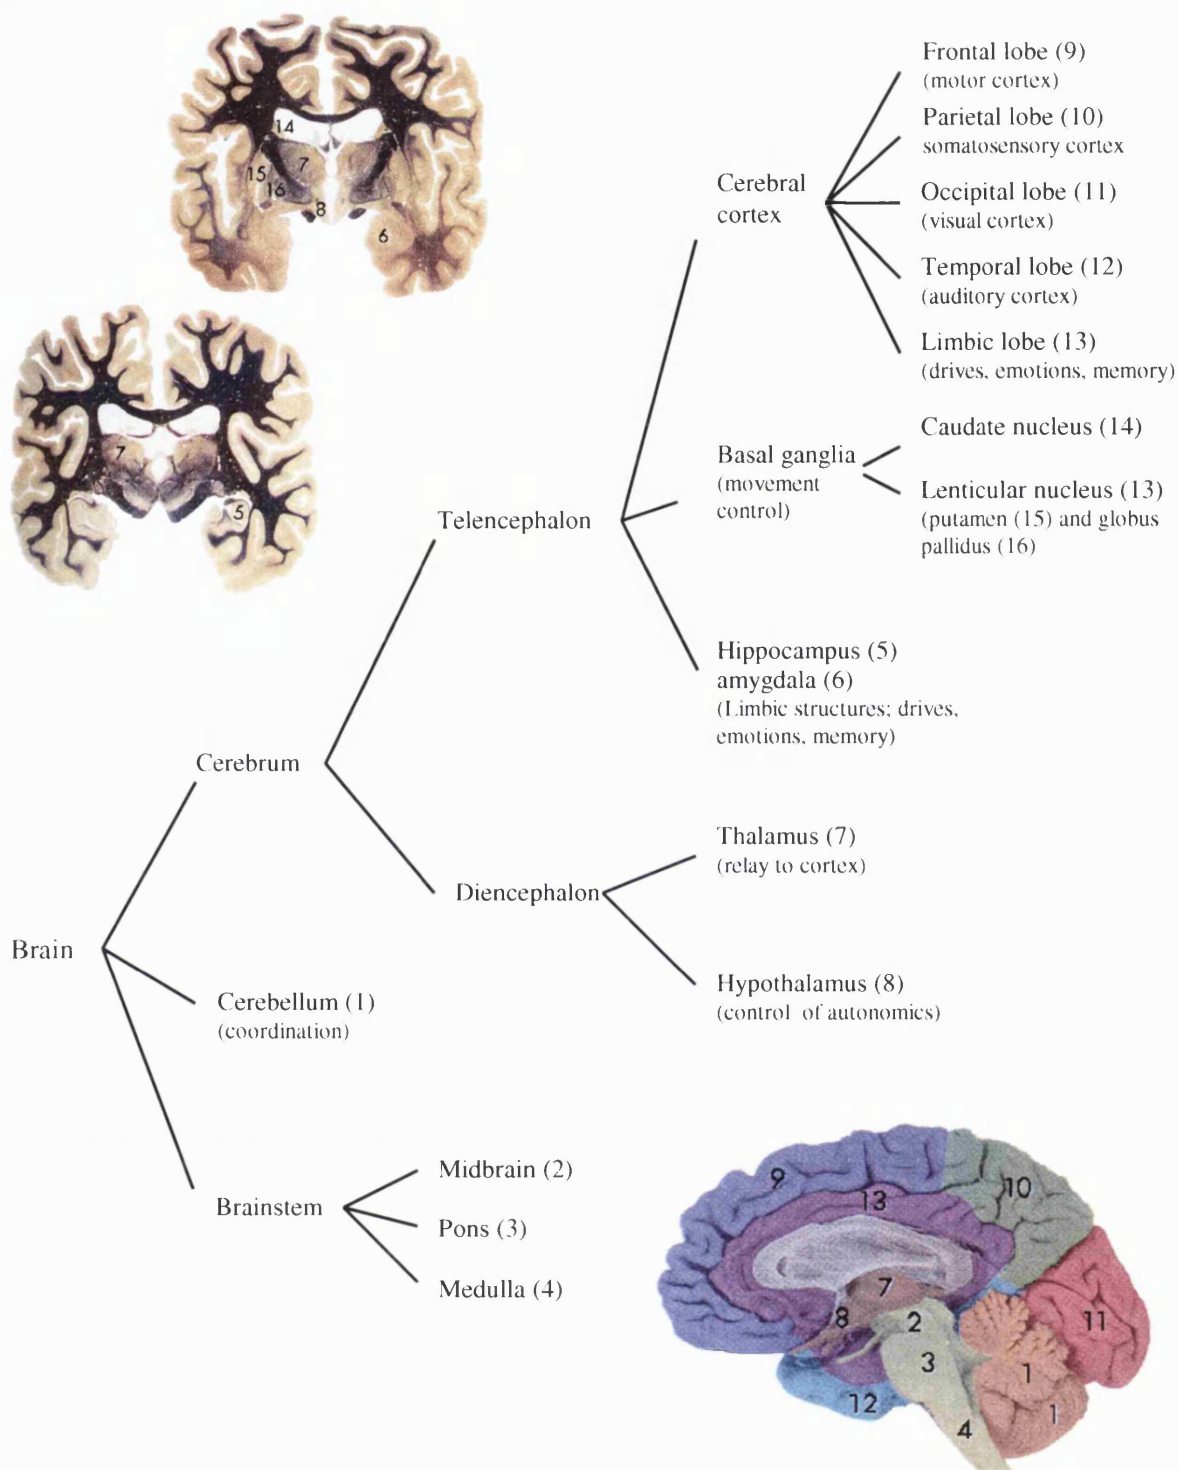 Frontal lobe (9)
(motor cortex)
Parietal lobe (10)
somatosensory cortex
Cerebral
cortex
Occipital lobe (11)
(visual cortex)
Temporal lobe (12)
(auditory cortex)
Limbic lobe (13)
(drives, emotions, memory)
14
7
15
16
8
6
7
5
Basal ganglia
(movement
control)
Caudate nucleus (14)
Lenticular nucleus (13)
(putamen (15) and globus
pallidus (16)
Telencephalon
Hippocampus (5)
amygdala (6)
(Limbic structures; drives,
emotions, memory)
Cerebrum
Thalamus (7)
(relay to cortex)
Diencephalon
Brain
Hypothalamus (8)
(control of autonomics)
Cerebellum (1)
(coordination)
Midbrain (2)
Brainstem
Pons (3)
Medulla (4)
9
10
13
7
8
2
11
3
1
12
1
4